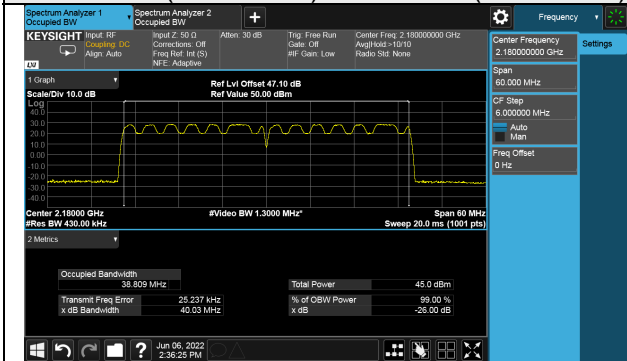 Spectrum Analyzer 1
Occupied BW
Spectrum Analyzer 2
Occupied BW
Frequency
KEYSIGHT
Input: RF
Coupling: DC
Align: Auto
Input Z: 50 Ω
Corrections: Off
Freq Ref: Int (S)
NFE: Adaptive
Atten: 30 dB
Trig: Free Run
Gate: Off
#IF Gain: Low
Center Freq: 2.180000000 GHz
Avg|Hold:>10/10
Radio Std: None
LXI
Center Frequency
2.180000000 GHz
Settings
Span
60.000 MHz
CF Step
6.000000 MHz
Auto
Man
Freq Offset
0 Hz
1 Graph
Scale/Div 10.0 dB
Ref Lvl Offset 47.10 dB
Ref Value 50.00 dBm
Log
40.0
30.0
20.0
10.0
0.00
-10.0
-20.0
-30.0
-40.0
Center 2.18000 GHz
#Res BW 430.00 kHz
#Video BW 1.3000 MHz*
Span 60 MHz
Sweep 20.0 ms (1001 pts)
2 Metrics
Occupied Bandwidth
38.809 MHz
Total Power
45.0 dBm
Transmit Freq Error
25.237 kHz
% of OBW Power
99.00 %
x dB Bandwidth
40.03 MHz
x dB
-26.00 dB
?
Jun 06, 2022
2:36:25 PM